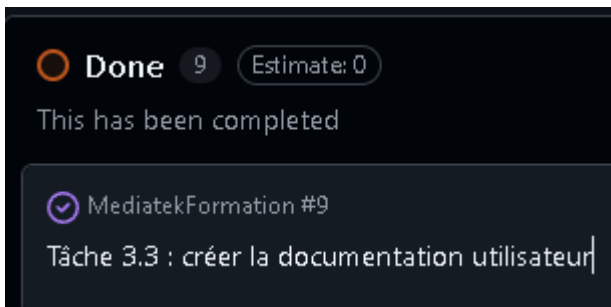 Done 9 Estimate: 0
This has been completed
MediatekFormation #9
Tâche 3.3 : créer la documentation utilisateur